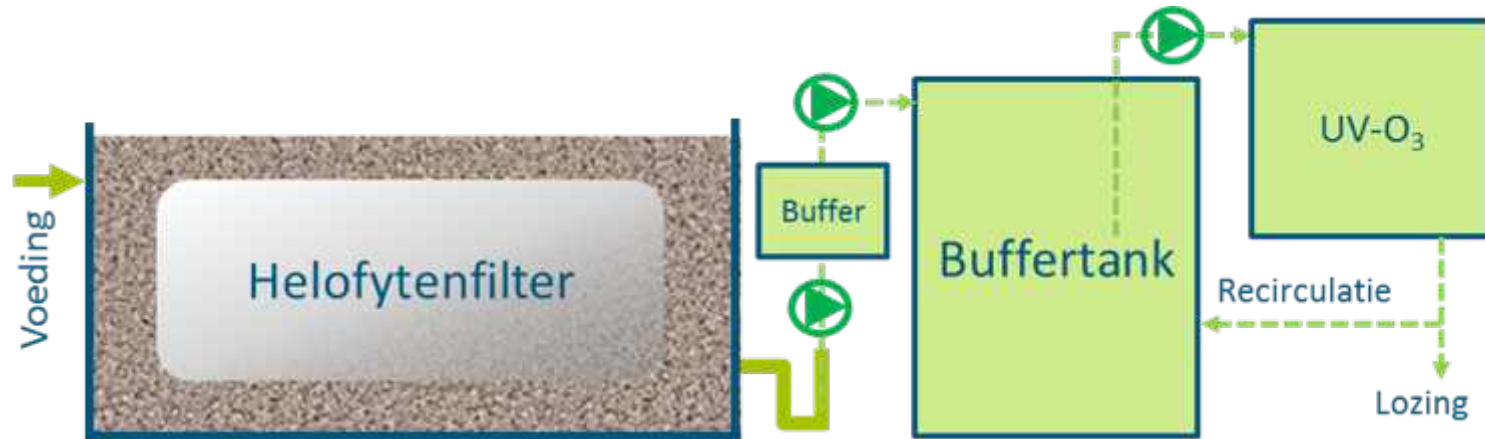 Voeding
Helofytenfilter
Buffer
Buffertank
UV-O₃
Recirculatie
Lozing